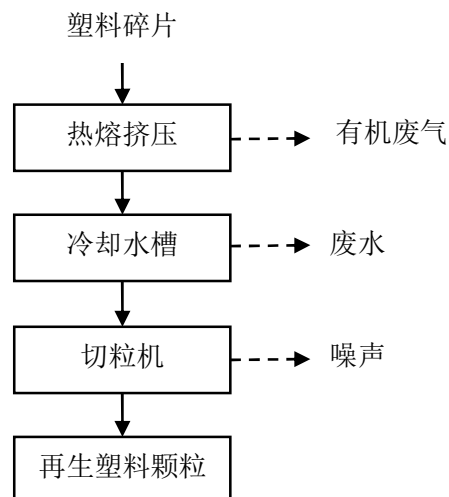 塑料碎片
热熔挤压
有机废气
冷却水槽
废水
切粒机
噪声
再生塑料颗粒